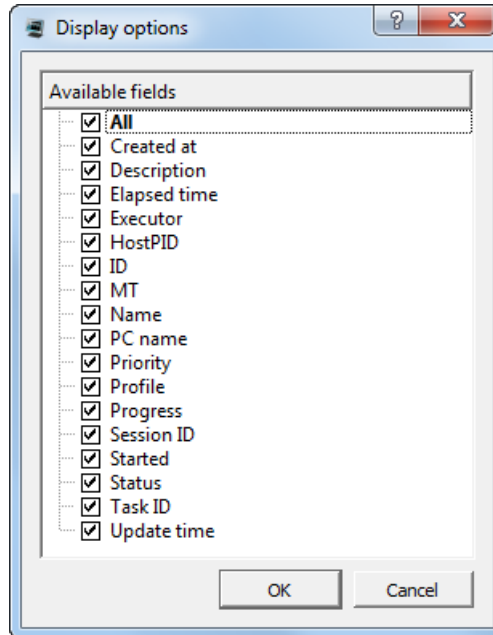 Display options
Available fields
All
Created at
Description
Elapsed time
Executor
HostPID
ID
MT
Name
PC name
Priority
Profile
Progress
Session ID
Started
Status
Task ID
Update time
OK Cancel